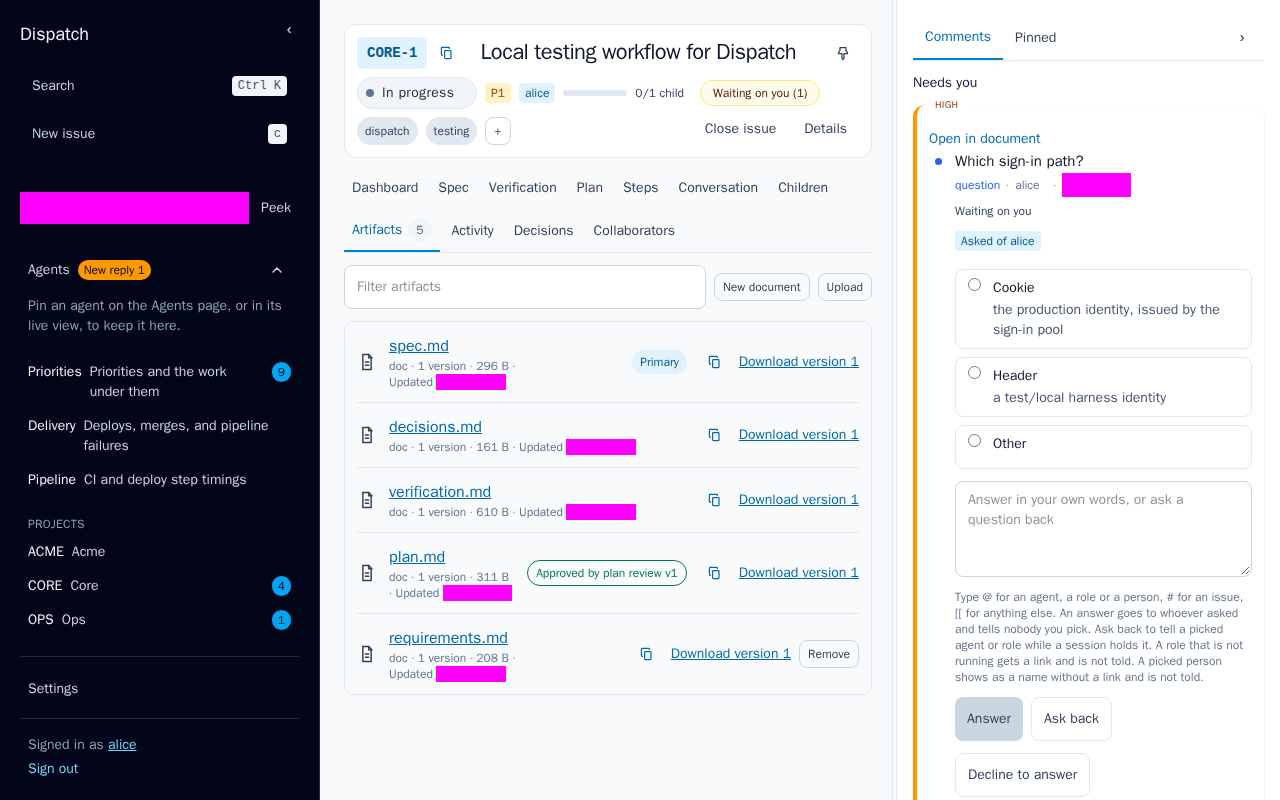 Dispatch
Search
Ctrl K
New issue
C
Peek
Agents
New reply 1
Pin an agent on the Agents page, or in its
live view, to keep it here.
Priorities Priorities and the work
under them
9
Delivery Deploys, merges, and pipeline
failures
Pipeline CI and deploy step timings
PROJECTS
ACME Acme
CORE Core
4
OPS Ops
1
Settings
Signed in as alice
Sign out
CORE-1
Local testing workflow for Dispatch
In progress
P1
alice
0/1 child
Waiting on you (1)
dispatch
testing
+
Close issue
Details
Dashboard Spec Verification Plan Steps Conversation Children
Artifacts 5 Activity Decisions Collaborators
Filter artifacts
New document
Upload
spec.md
doc · 1 version · 296 B ·
Updated
Primary
Download version 1
decisions.md
doc · 1 version · 161 B · Updated
Download version 1
verification.md
doc · 1 version · 610 B · Updated
Download version 1
plan.md
doc · 1 version · 311 B
· Updated
Approved by plan review v1
Download version 1
requirements.md
doc · 1 version · 208 B ·
Updated
Download version 1
Remove
Comments
Pinned
Needs you
HIGH
Open in document
Which sign-in path?
question · alice ·
Waiting on you
Asked of alice
Cookie
the production identity, issued by the
sign-in pool
Header
a test/local harness identity
Other
Answer in your own words, or ask a
question back
Type @ for an agent, a role or a person, # for an issue,
[[ for anything else. An answer goes to whoever asked
and tells nobody you pick. Ask back to tell a picked
agent or role while a session holds it. A role that is not
running gets a link and is not told. A picked person
shows as a name without a link and is not told.
Answer
Ask back
Decline to answer